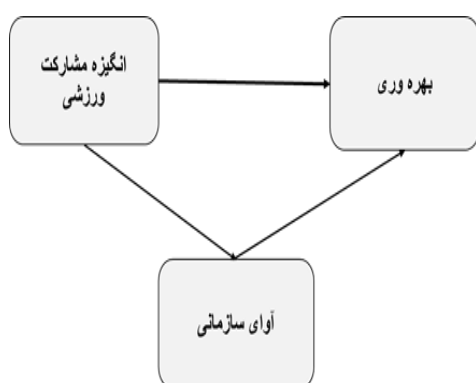 انگیزه مشارکت
ورزشی
بهره وری
آوای سازمانی